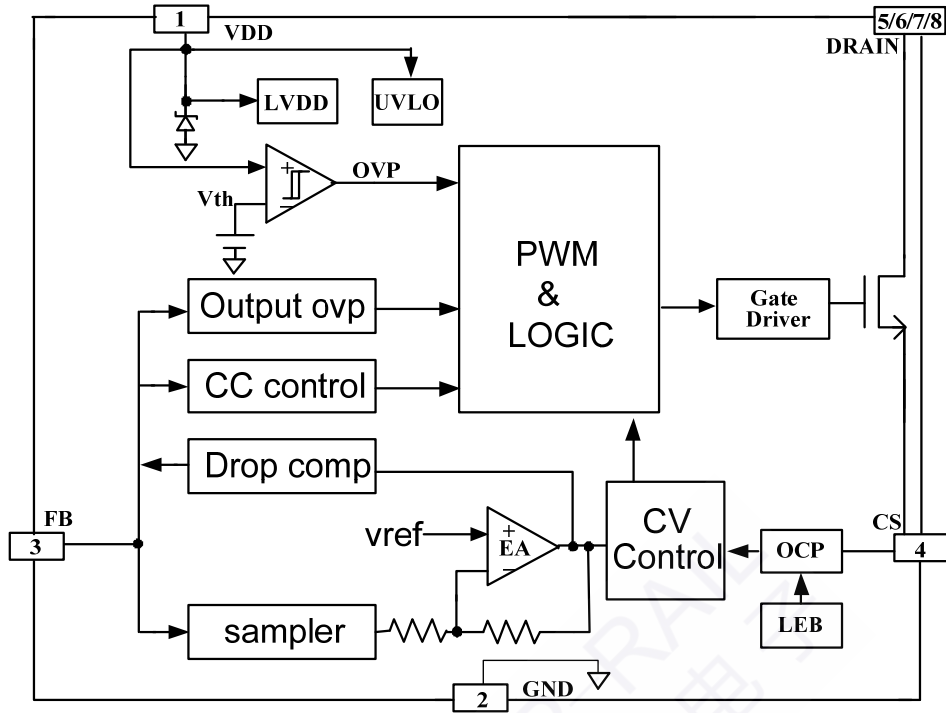 1
VDD
5/6/7/8
DRAIN
LVDD
UVLO
+
OVP
Vth
−
PWM
&
LOGIC
Output ovp
Gate
Driver
CC control
Drop comp
FB
3
vref
+
EA
−
CV
Control
CS
4
OCP
sampler
LEB
2
GND